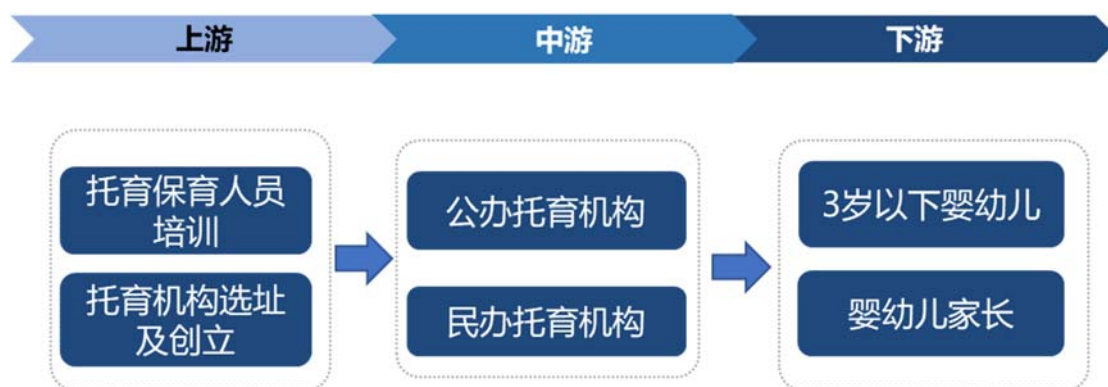 上游
中游
下游
托育保育人员
培训
托育机构选址
及创立
公办托育机构
民办托育机构
3岁以下婴幼儿
婴幼儿家长